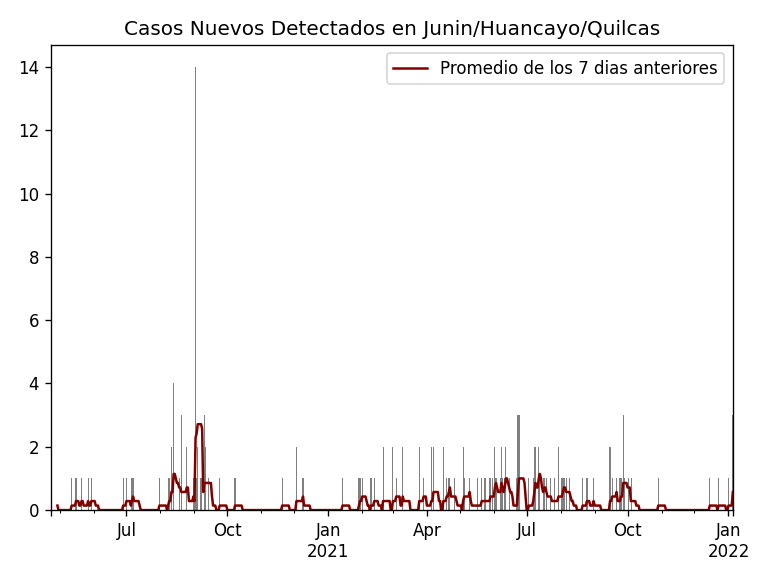 Casos Nuevos Detectados en Junin/Huancayo/Quilcas
Promedio de los 7 dias anteriores
14
12
10
8
6
4
2
0
Jul
Oct
Jan
2021
Apr
Jul
Oct
Jan
2022